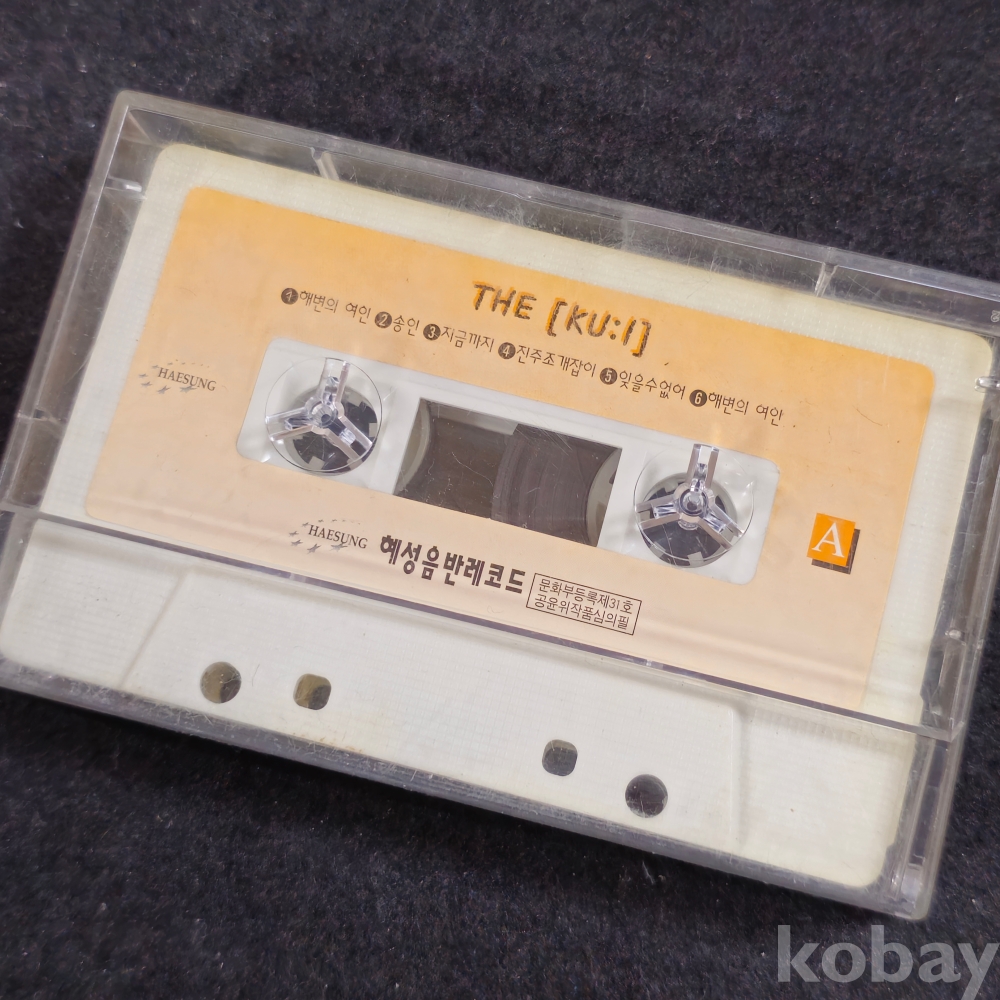 THE [KU:I]
❶해변의 여인 ❷송인 ❸지금까지 ❹진주조개잡이 ❺잊을수없어 ❻해변의 여안
HAESUNG
A
HAESUNG 혜성음반레코드
문화부등록제31호
공윤위작품심의필
kobay